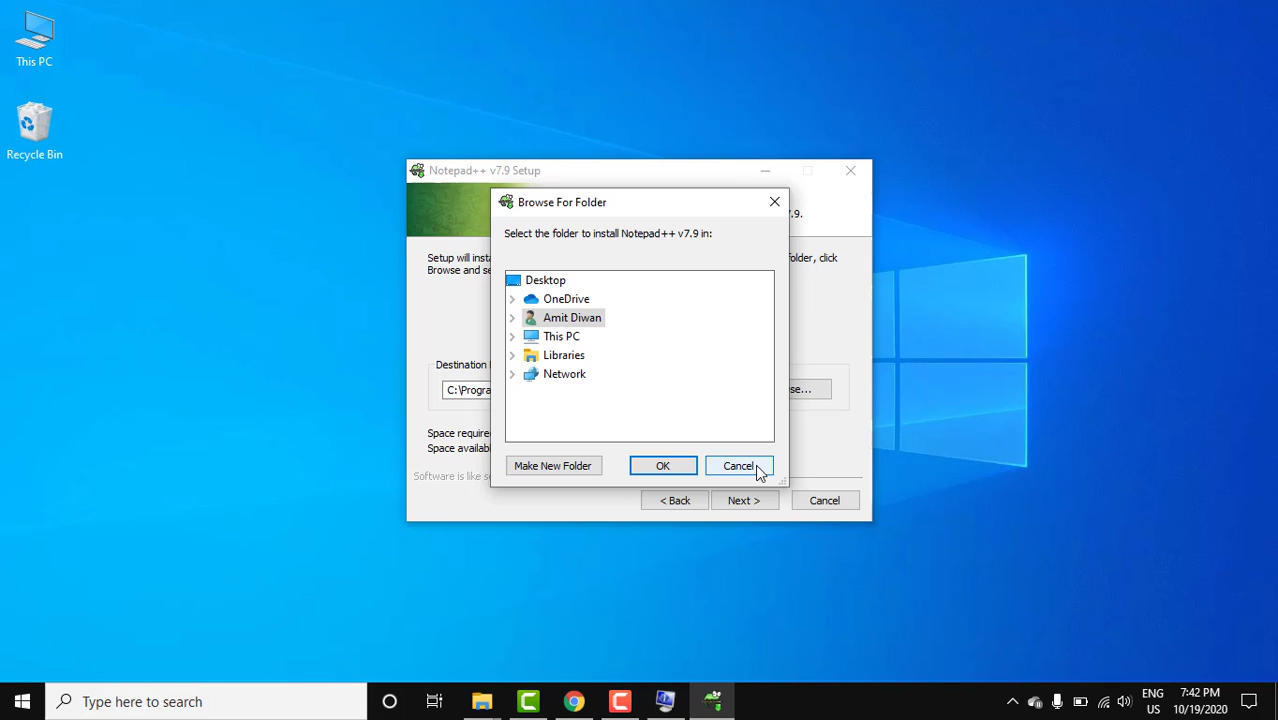 This PC
Recycle Bin
Notepad++ v7.9 Setup
7.9.
Browse For Folder
Select the folder to install Notepad++ v7.9 in:
Setup will insta
folder, click
Browse and se
Desktop
OneDrive
Amit Diwan
This PC
Libraries
Network
Destination
C:\Progra
se...
Space require
Space availab
Software is like s
Make New Folder
OK
Cancel
< Back
Next >
Cancel
Type here to search
ENG
US
7:42 PM
10/19/2020